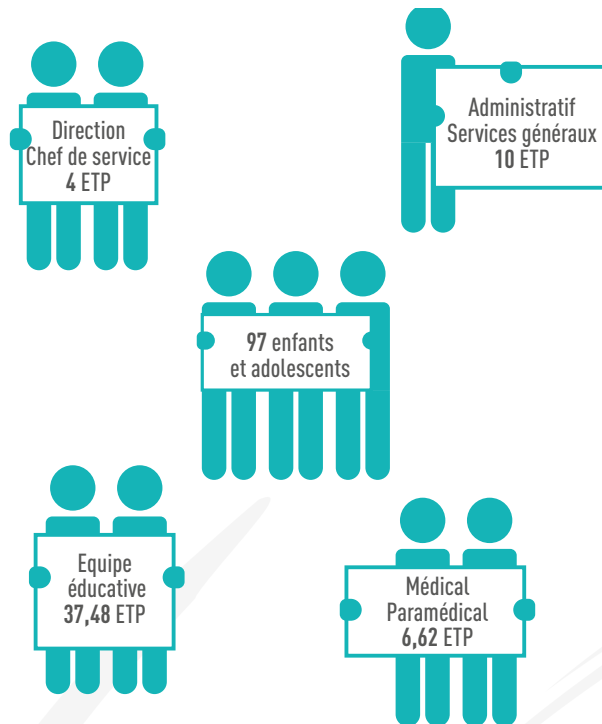 Direction
Chef de service
4 ETP
Administratif
Services généraux
10 ETP
97 enfants
et adolescents
Equipe
éducative
37,48 ETP
Médical
Paramédical
6,62 ETP